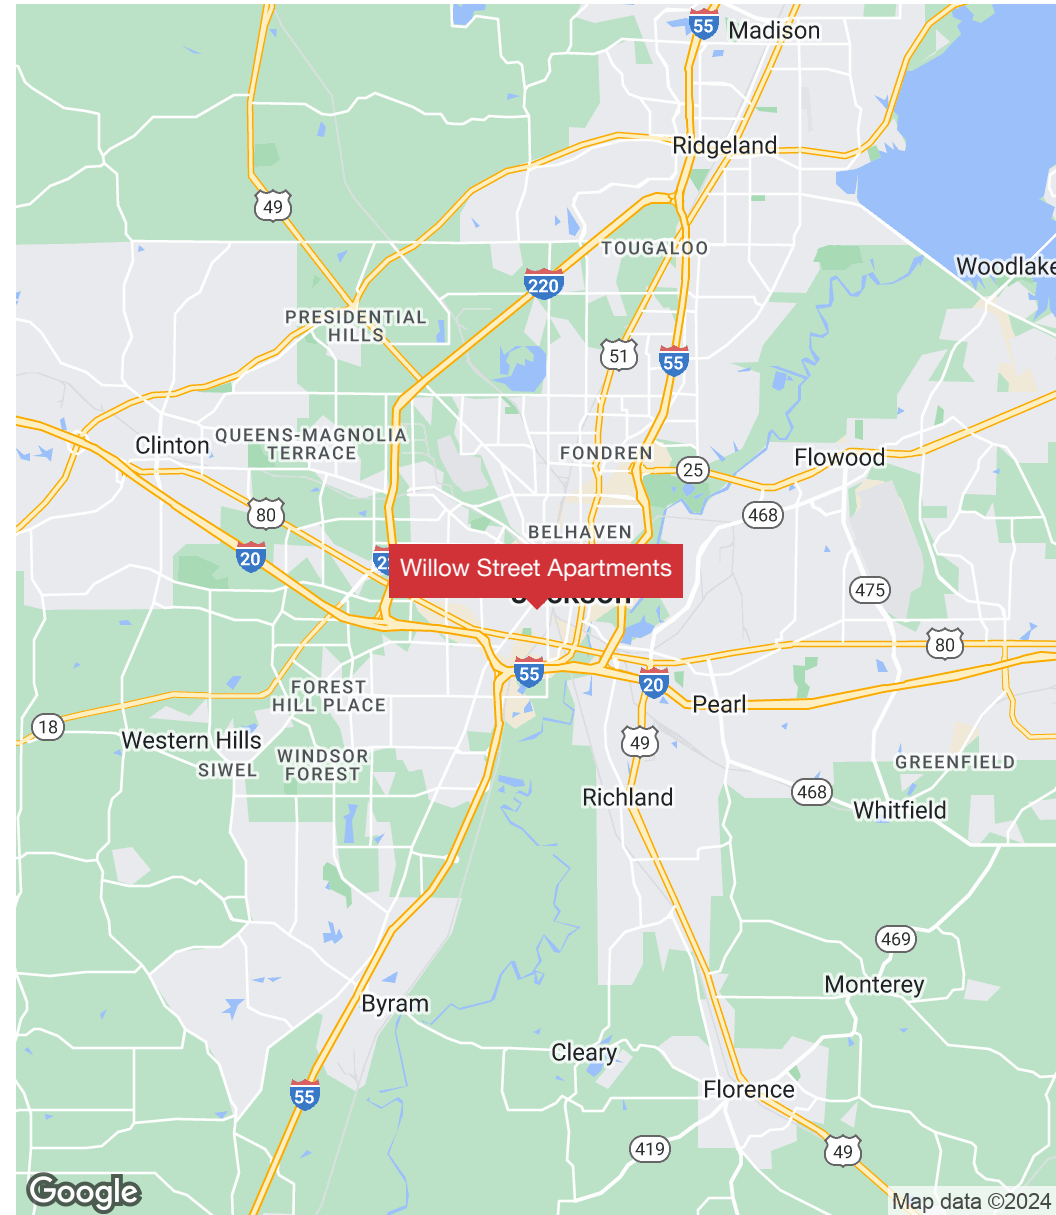 55
Madison
Ridgeland
49
TOUGALOO
Woodlake
220
PRESIDENTIAL
HILLS
51
55
Clinton
QUEENS-MAGNOLIA
TERRACE
FONDREN
Flowood
25
80
468
BELHAVEN
20
Willow Street Apartments
475
80
55
20
FOREST
HILL PLACE
Pearl
18
Western Hills
49
SIWEL
WINDSOR
FOREST
GREENFIELD
468
Richland
Whitfield
469
Monterey
Byram
Cleary
55
Florence
419
49
Google
Map data ©2024